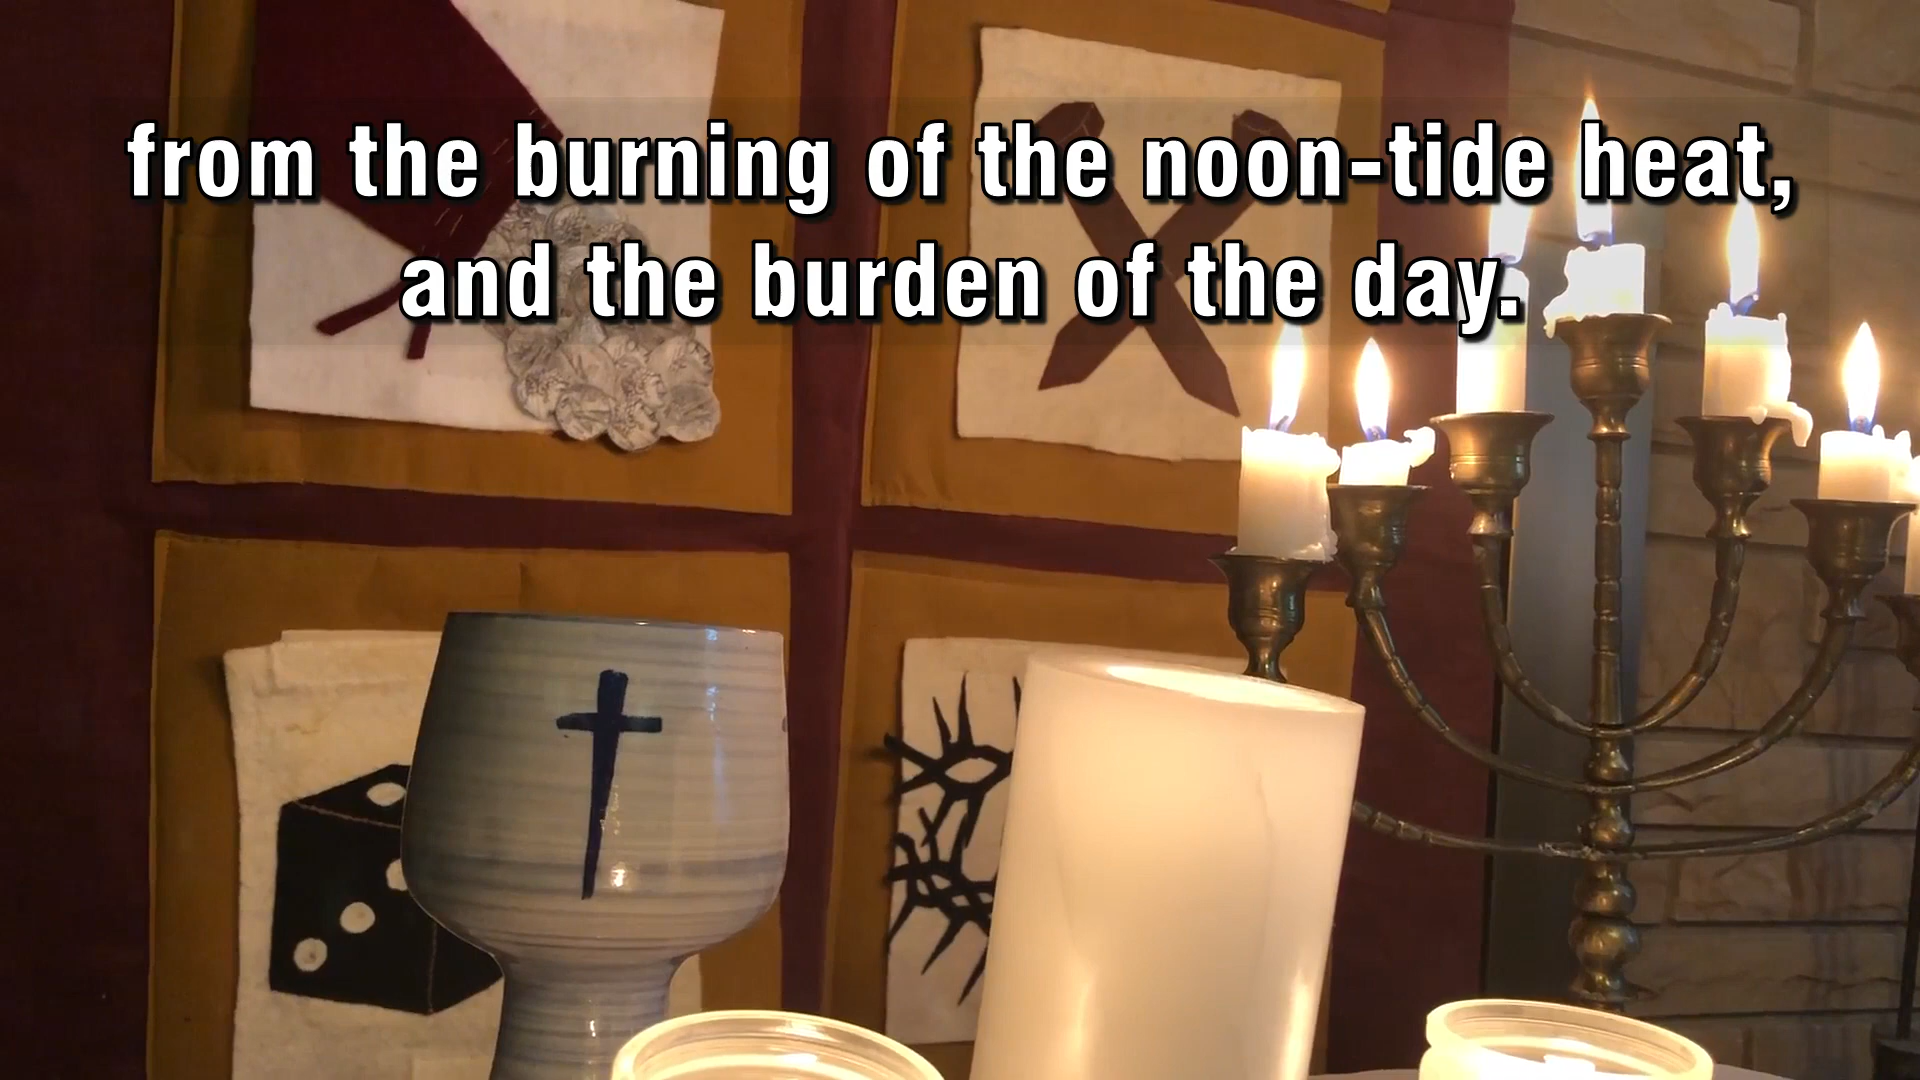 from the burning of the noon-tide heat,
and the burden of the day.